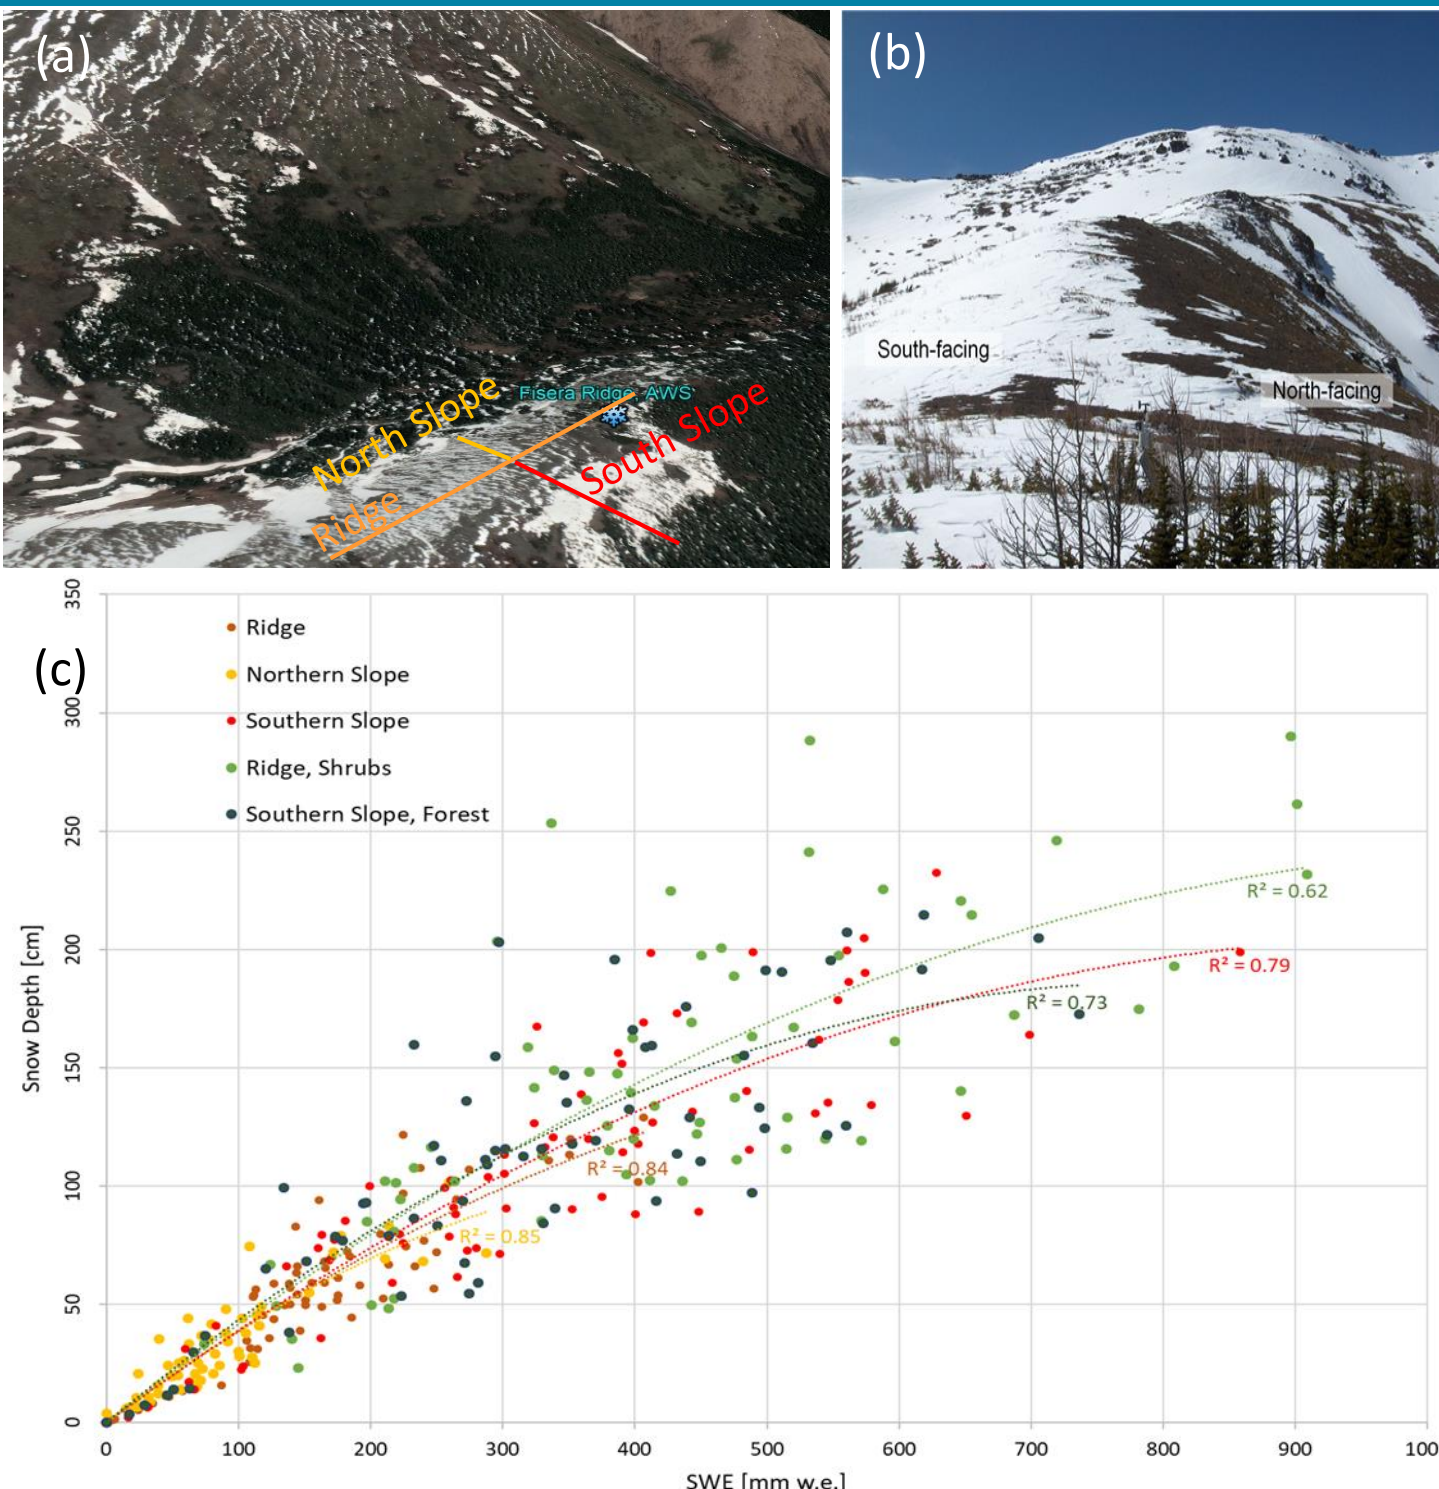 (a)
Fisera Ridge AWS
North Slope
South Slope
Ridge
(b)
South-facing
North-facing
(c)
350
300
250
200
150
100
50
0
Snow Depth [cm]
Ridge
Northern Slope
Southern Slope
Ridge, Shrubs
Southern Slope, Forest
R² = 0.62
R² = 0.79
R² = 0.73
R² = 0.84
R² = 0.85
0 100 200 300 400 500 600 700 800 900 100
SWE [mm w.e.]